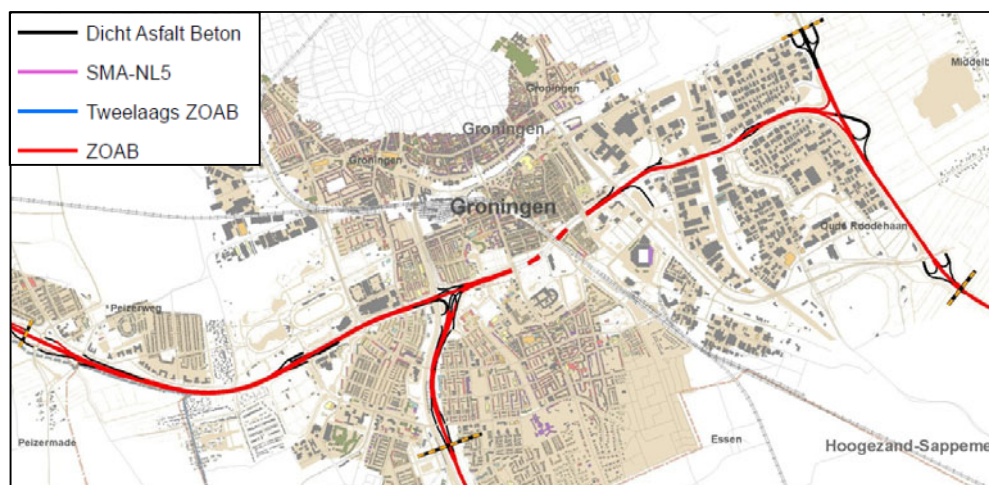 Dicht Asfalt Beton
SMA-NL5
Tweelaags ZOAB
ZOAB
Middelb
Groningen
Groningen
Groningen
Groningen
Oude Roodehaan
Peizerweg
Peizermade
Essen
Hoogezand-Sappeme